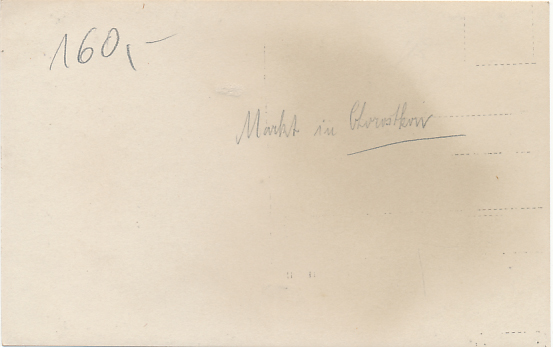 160,-
Markt in Chorostkow